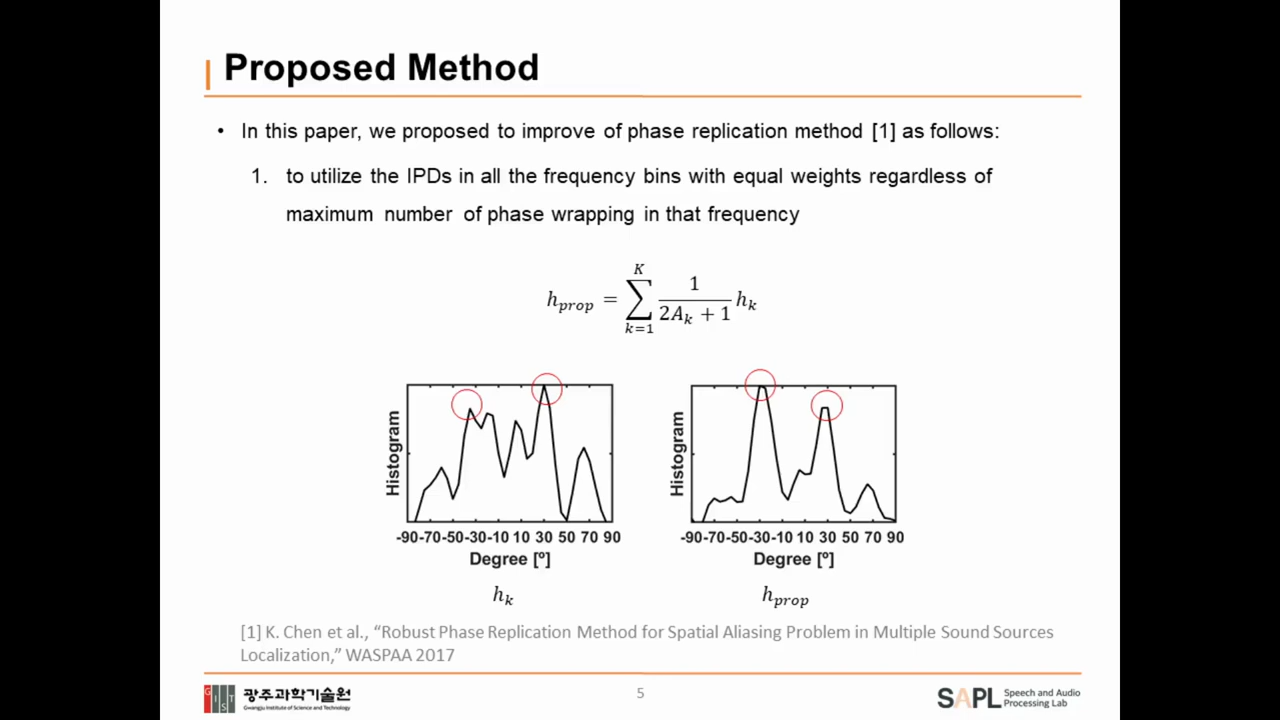 Proposed Method
• In this paper, we proposed to improve of phase replication method [1] as follows:
1. to utilize the IPDs in all the frequency bins with equal weights regardless of
maximum number of phase wrapping in that frequency
h_prop = ∑_{k=1}^{K} 1/(2A_k + 1) h_k
Histogram
-90 -70 -50 -30 -10 10 30 50 70 90
Degree [º]
h_k
Histogram
-90 -70 -50 -30 -10 10 30 50 70 90
Degree [º]
h_prop
[1] K. Chen et al., “Robust Phase Replication Method for Spatial Aliasing Problem in Multiple Sound Sources
Localization,” WASPAA 2017
GIST
광주과학기술원
Gwangju Institute of Science and Technology
5
SAPL
Speech and Audio
Processing Lab